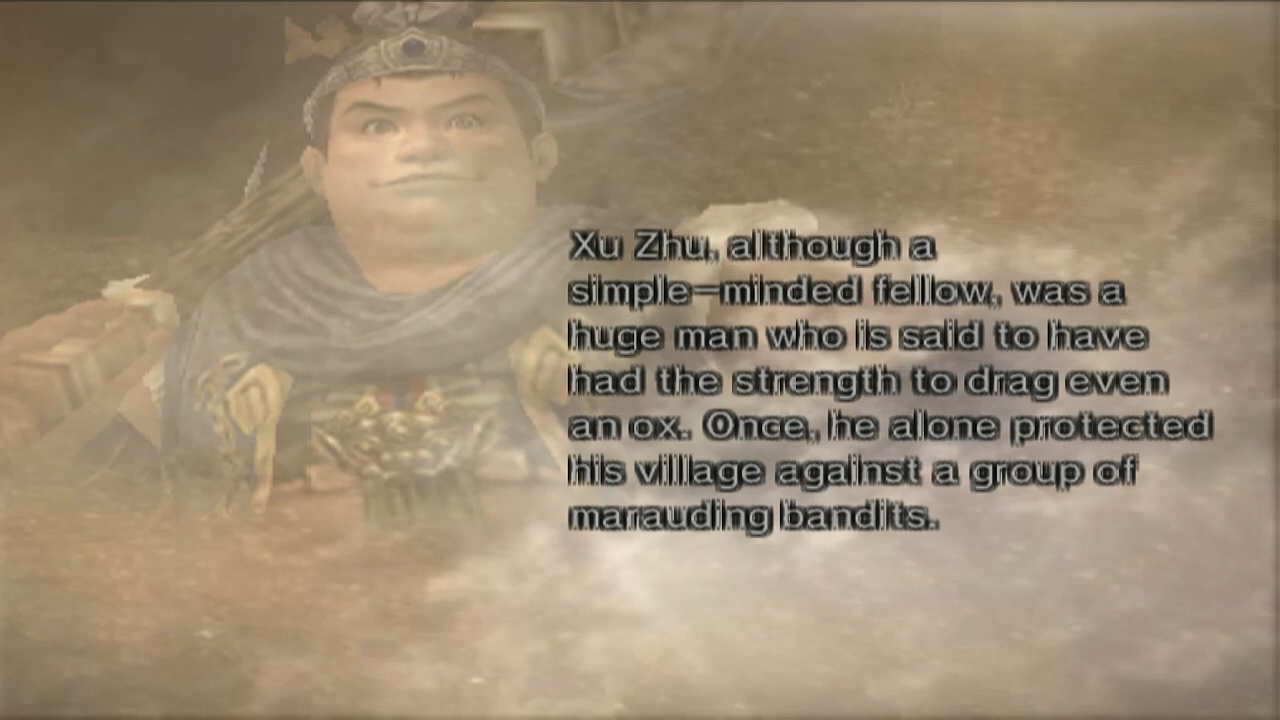 Xu Zhu, although a
simple-minded fellow, was a
huge man who is said to have
had the strength to drag even
an ox. Once, he alone protected
his village against a group of
marauding bandits.